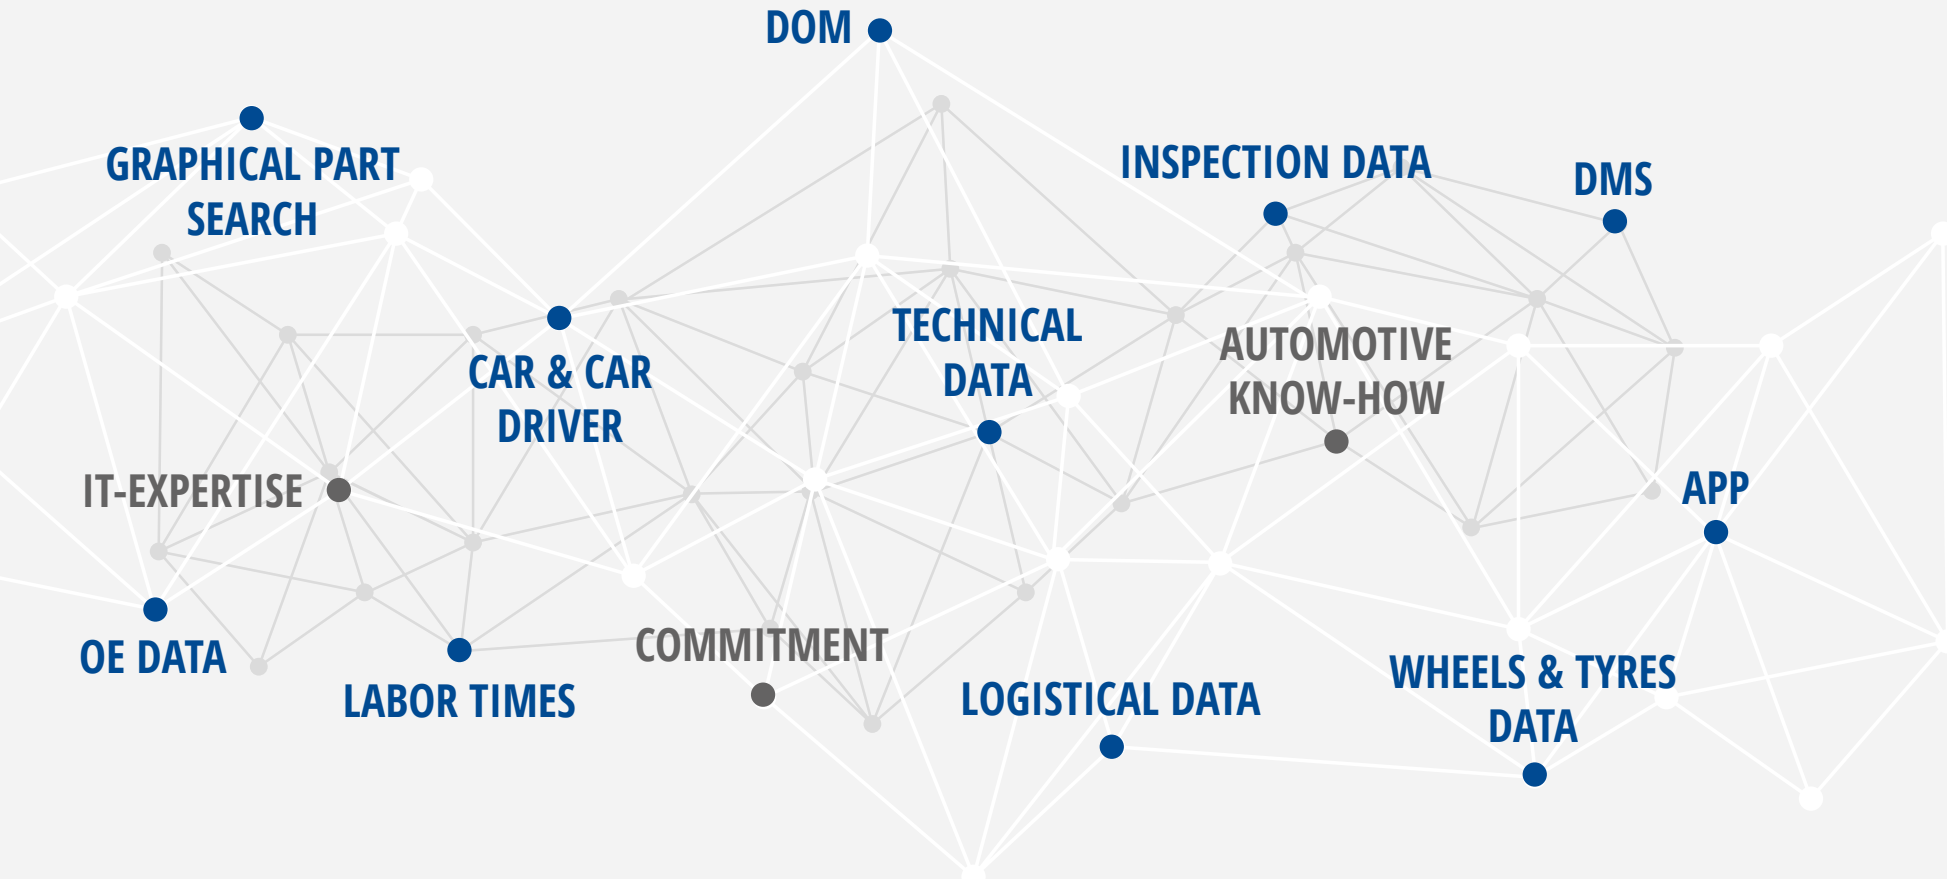 DOM
GRAPHICAL PART
SEARCH
INSPECTION DATA
DMS
CAR & CAR
DRIVER
TECHNICAL
DATA
AUTOMOTIVE
KNOW-HOW
IT-EXPERTISE
APP
OE DATA
LABOR TIMES
COMMITMENT
LOGISTICAL DATA
WHEELS & TYRES
DATA